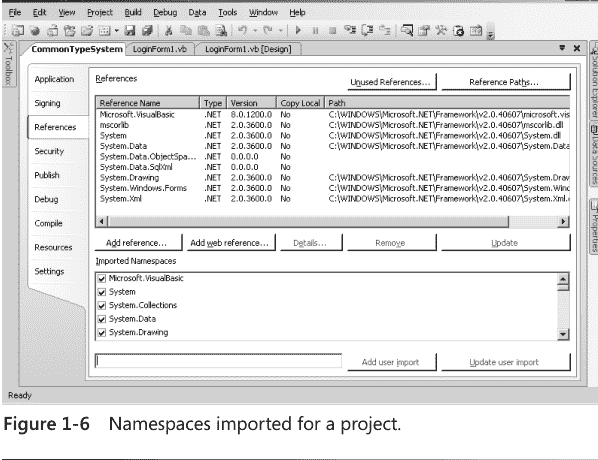 File Edit View Project Build Debug Data Tools Window Help
CommonTypeSystem LoginForm1.vb LoginForm1.vb [Design]
Toolbox
Solution Explorer
Data Sources
Properties
Application
Signing
References
Security
Publish
Debug
Compile
Resources
Settings
References
Unused References... Reference Paths...
Reference Name Type Version Copy Local Path
Microsoft.VisualBasic .NET 8.0.1200.0 No C:\WINDOWS\Microsoft.NET\Framework\v2.0.40607\microsoft.vis
mscorlib .NET 2.0.3600.0 No C:\WINDOWS\Microsoft.NET\Framework\v2.0.40607\mscorlib.dll
System .NET 2.0.3600.0 No C:\WINDOWS\Microsoft.NET\Framework\v2.0.40607\System.dll
System.Data .NET 2.0.3600.0 No C:\WINDOWS\Microsoft.NET\Framework\v2.0.40607\System.Data
System.Data.ObjectSpa... .NET 0.0.0.0 No
System.Data.SqlXml .NET 0.0.0.0 No
System.Drawing .NET 2.0.3600.0 No C:\WINDOWS\Microsoft.NET\Framework\v2.0.40607\System.Draw
System.Windows.Forms .NET 2.0.3600.0 No C:\WINDOWS\Microsoft.NET\Framework\v2.0.40607\System.Wind
System.Xml .NET 2.0.3600.0 No C:\WINDOWS\Microsoft.NET\Framework\v2.0.40607\System.Xml.
Add reference... Add web reference... Details... Remove Update
Imported Namespaces
Microsoft.VisualBasic
System
System.Collections
System.Data
System.Drawing
Add user import Update user import
Ready
Figure 1-6 Namespaces imported for a project.